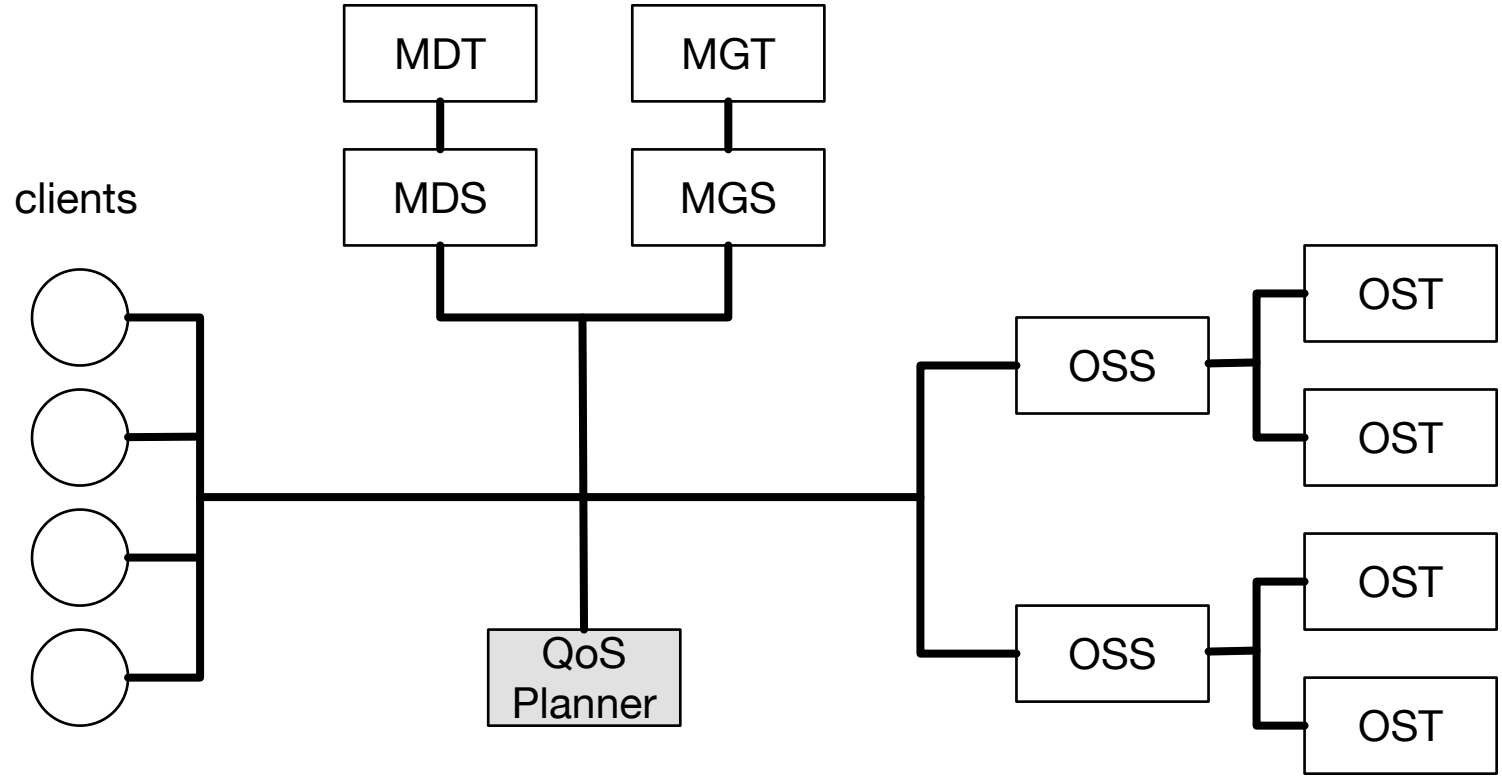 MDT
MGT
clients
MDS
MGS
OST
OSS
OST
QoS
Planner
OST
OSS
OST